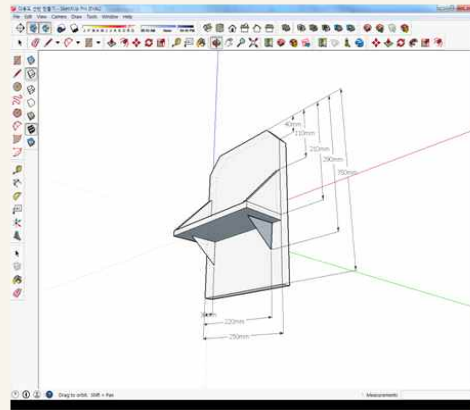 File Edit View Camera Draw Tools Window Help
40mm
110mm
210mm
290mm
350mm
220mm
250mm
Drag to orbit. Shift = Pan
Measurements